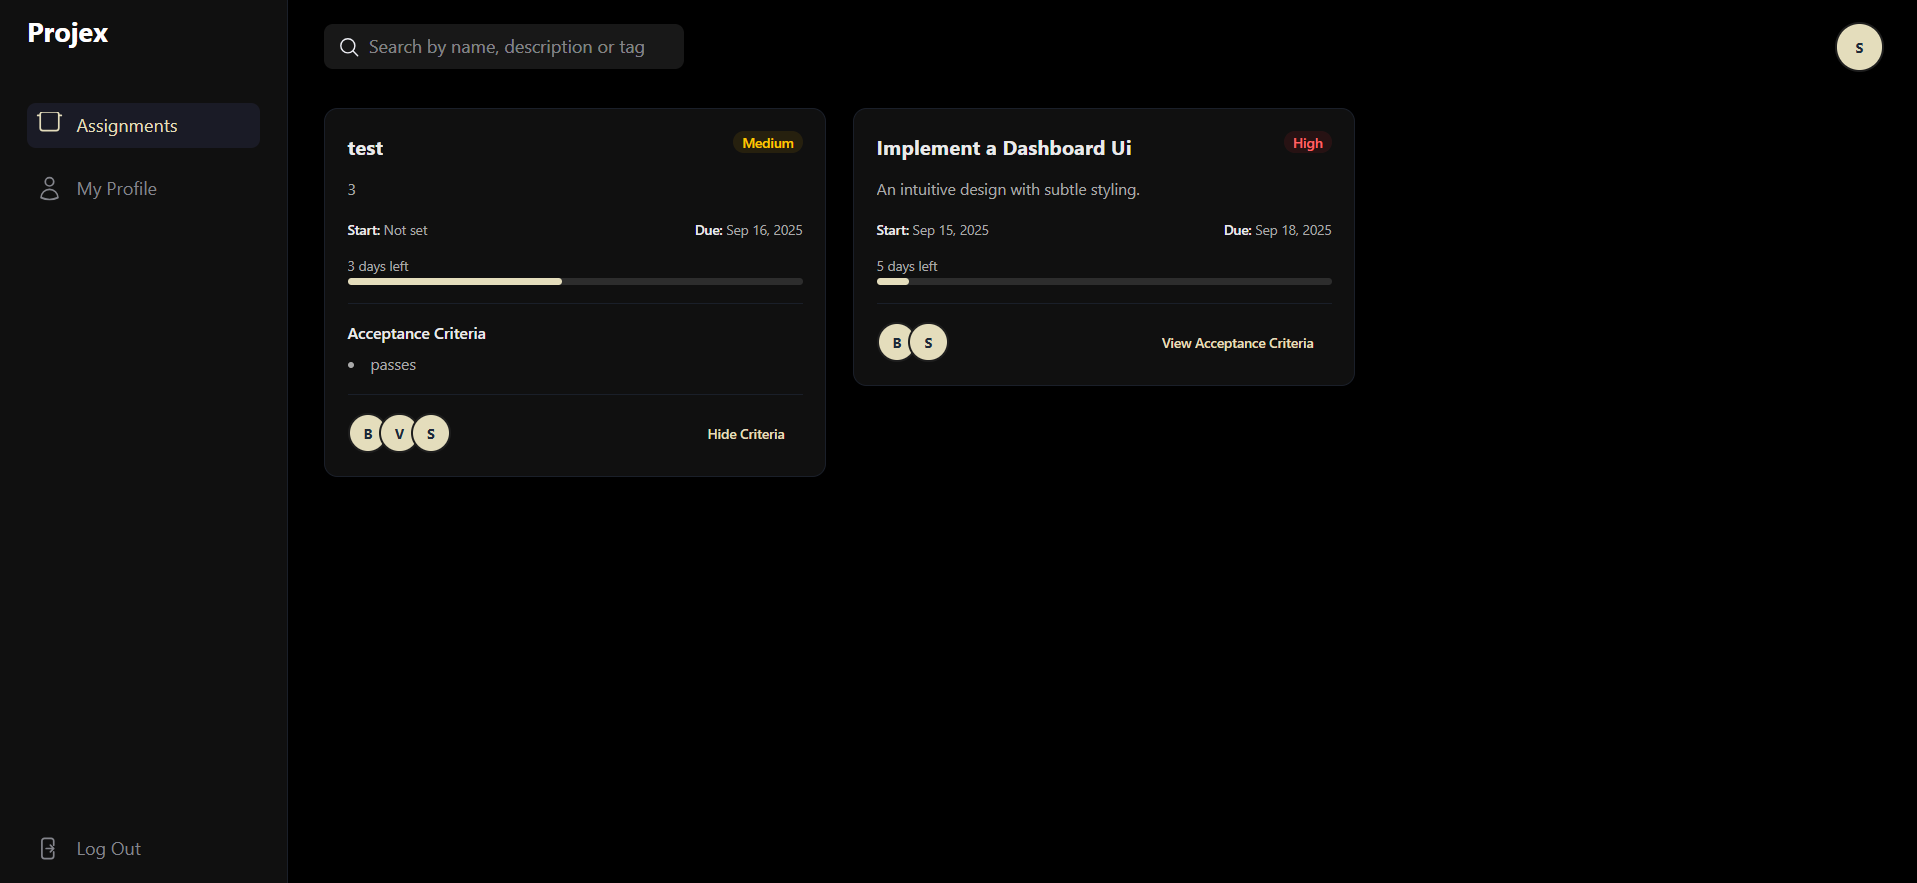 Projex
Assignments
My Profile
Log Out
Search by name, description or tag
S
test
Medium
3
Start: Not set
Due: Sep 16, 2025
3 days left
Acceptance Criteria
• passes
B V S
Hide Criteria
Implement a Dashboard Ui
High
An intuitive design with subtle styling.
Start: Sep 15, 2025
Due: Sep 18, 2025
5 days left
B S
View Acceptance Criteria